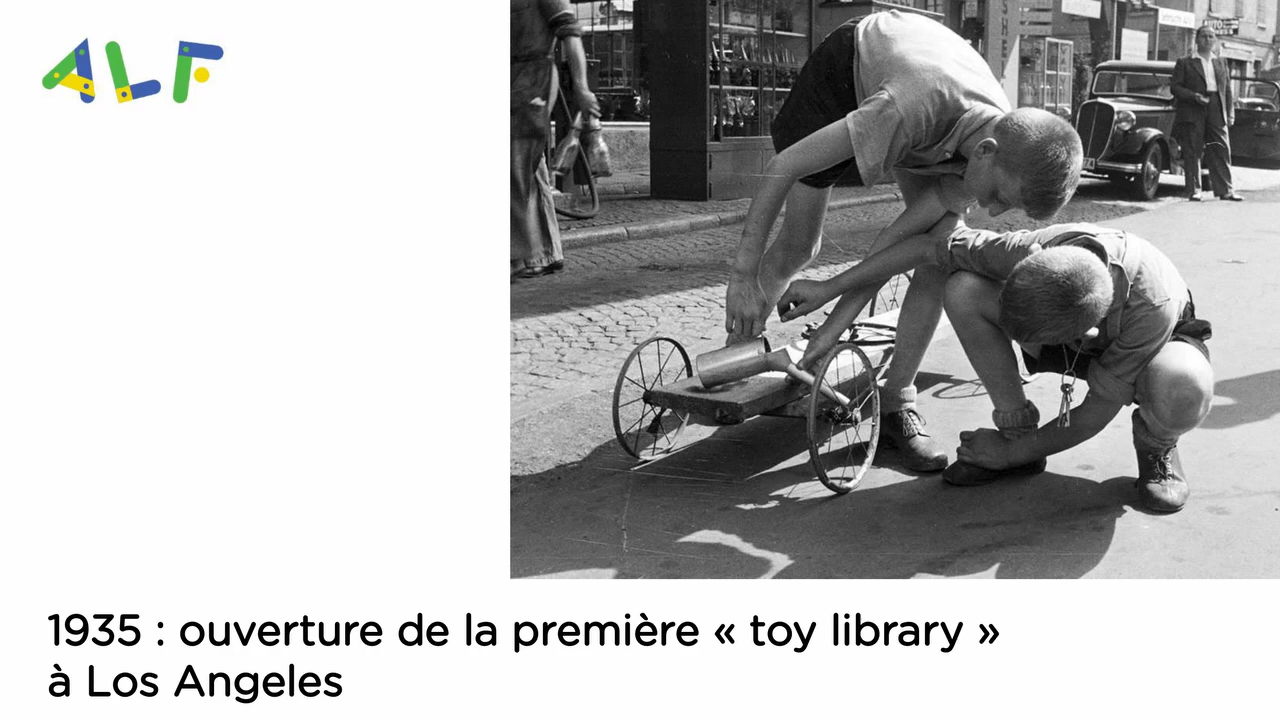 ALF
1935 : ouverture de la première « toy library »
à Los Angeles